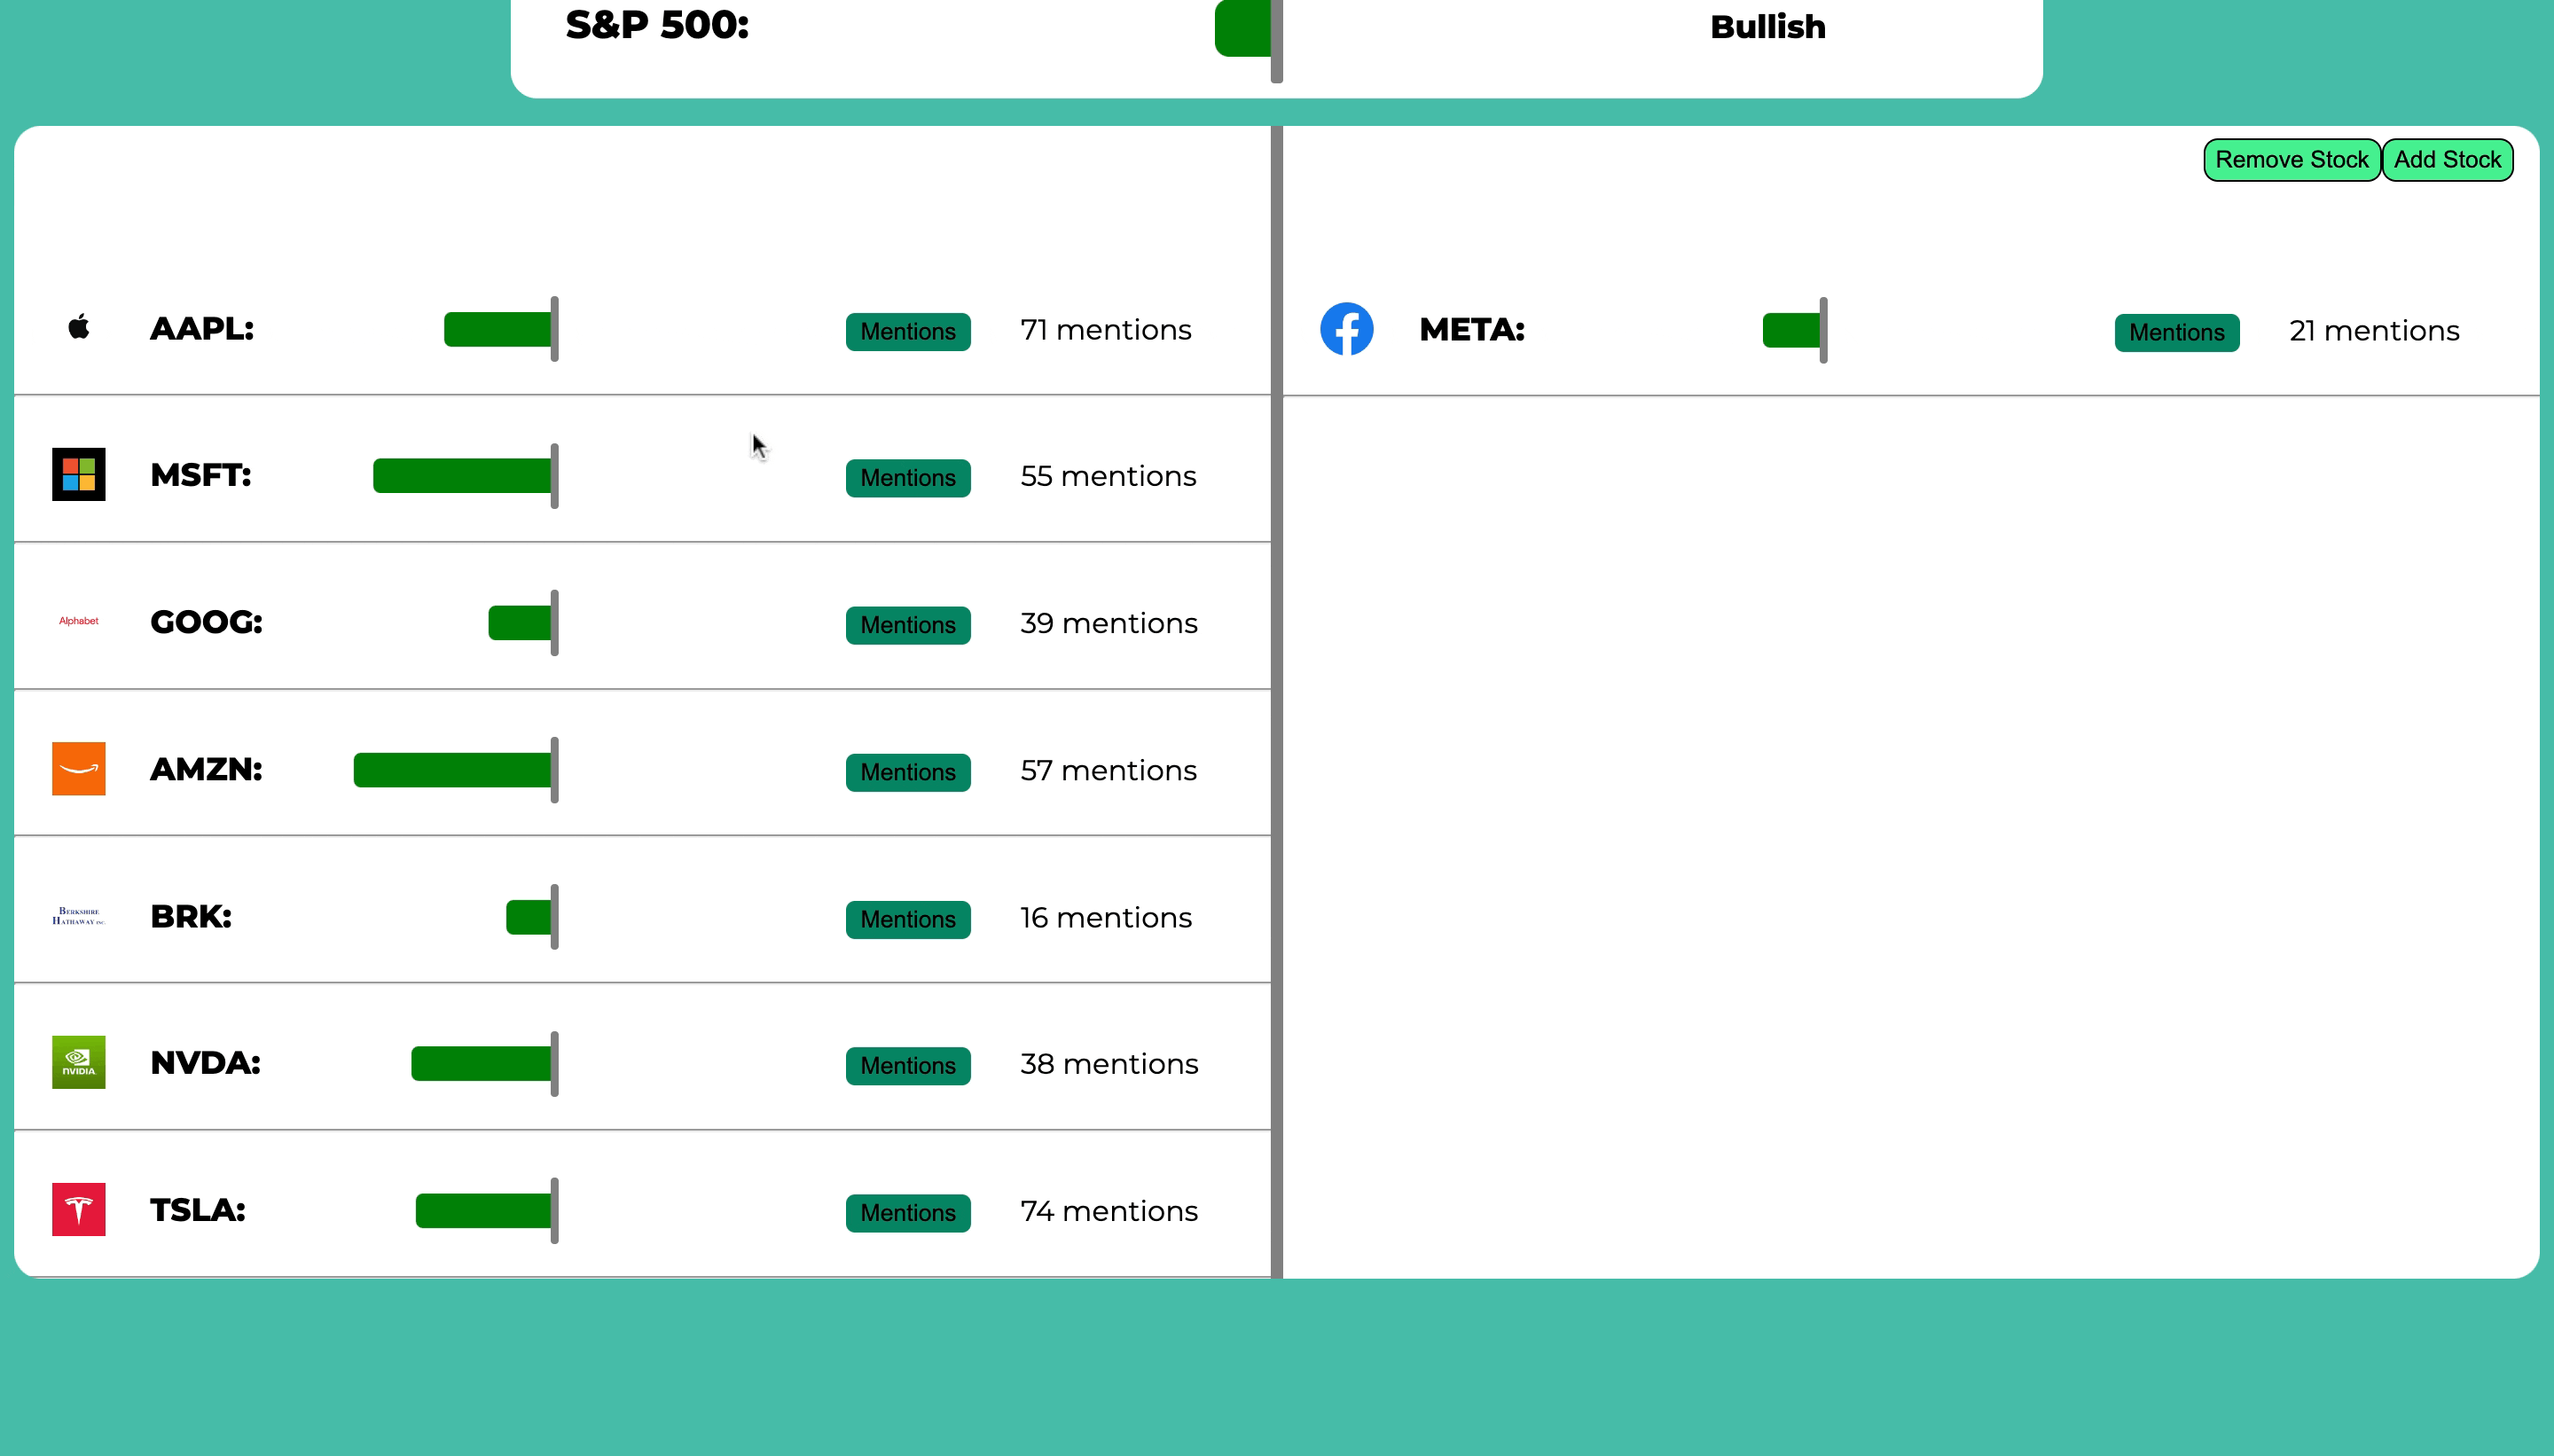 S&P 500:
Bullish
Remove Stock
Add Stock
AAPL:
Mentions
71 mentions
META:
Mentions
21 mentions
MSFT:
Mentions
55 mentions
Alphabet
GOOG:
Mentions
39 mentions
AMZN:
Mentions
57 mentions
BERKSHIRE
HATHAWAY INC.
BRK:
Mentions
16 mentions
NVIDIA
NVDA:
Mentions
38 mentions
TSLA:
Mentions
74 mentions